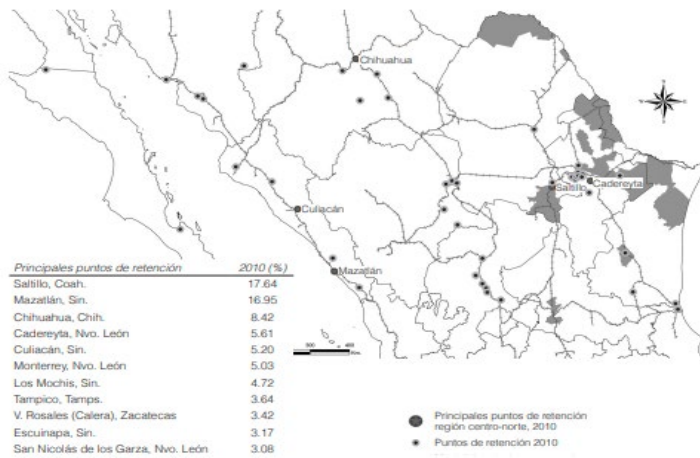 Chihuahua
Saltillo
Cadereyta
Culiacán
Mazatlán
Principales puntos de retención 2010 (%)
Saltillo, Coah. 17.64
Mazatlán, Sin. 16.95
Chihuahua, Chih. 8.42
Cadereyta, Nvo. León 5.61
Culiacán, Sin. 5.20
Monterrey, Nvo. León 5.03
Los Mochis, Sin. 4.72
Tampico, Tamps. 3.64
V. Rosales (Calera), Zacatecas 3.42
Escuinapa, Sin. 3.17
San Nicolás de los Garza, Nvo. León 3.08
Principales puntos de retención
región centro-norte, 2010
Puntos de retención 2010